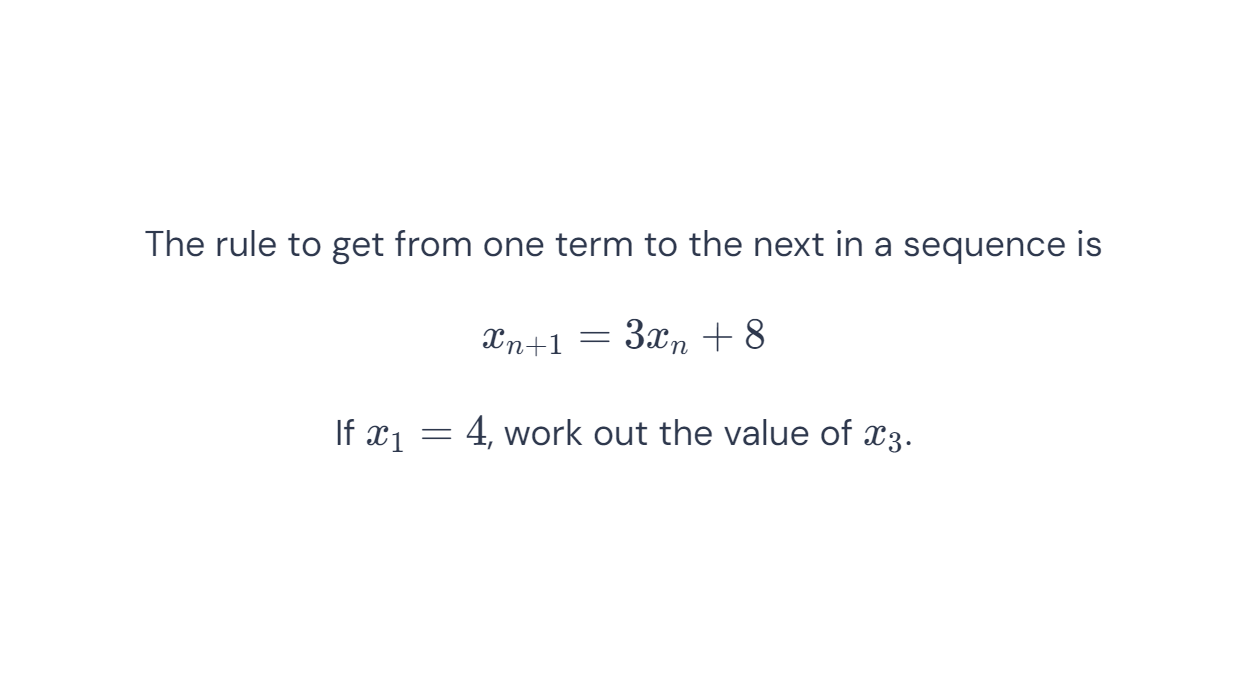 The rule to get from one term to the next in a sequence is
$x_{n+1} = 3x_n + 8$
If $x_1 = 4$, work out the value of $x_3$.